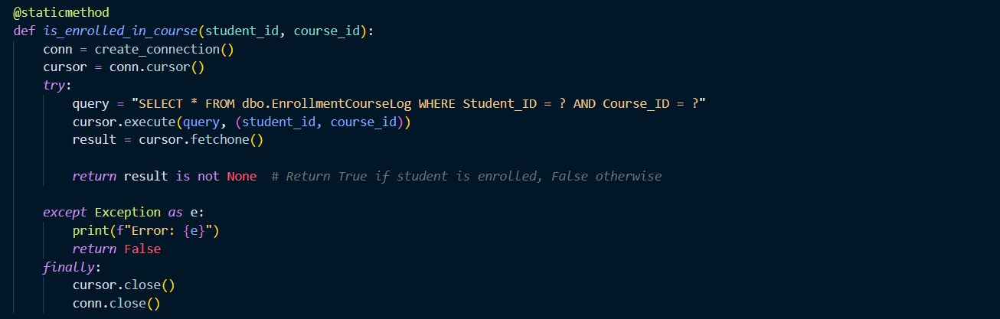 @staticmethod
def is_enrolled_in_course(student_id, course_id):
    conn = create_connection()
    cursor = conn.cursor()
    try:
        query = "SELECT * FROM dbo.EnrollmentCourseLog WHERE Student_ID = ? AND Course_ID = ?"
        cursor.execute(query, (student_id, course_id))
        result = cursor.fetchone()

        return result is not None  # Return True if student is enrolled, False otherwise

    except Exception as e:
        print(f"Error: {e}")
        return False
    finally:
        cursor.close()
        conn.close()